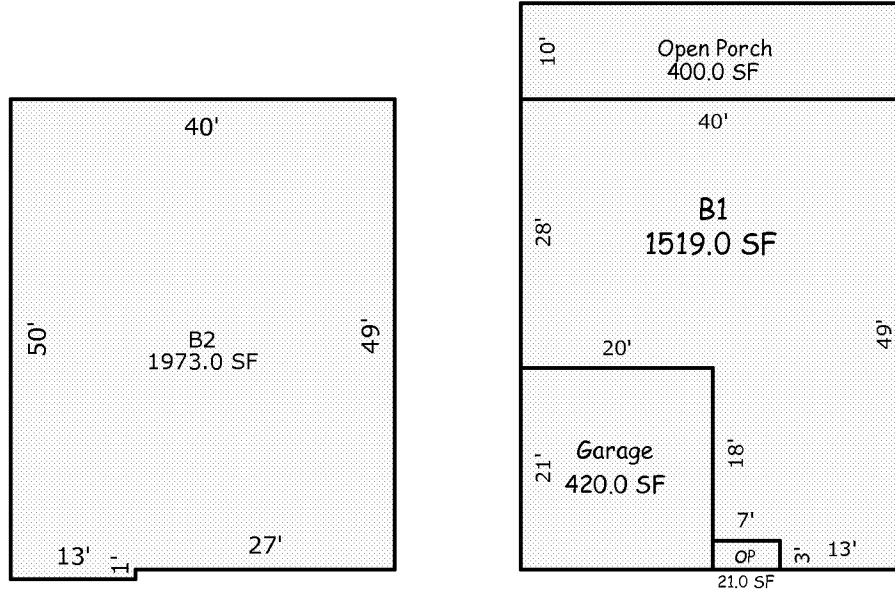 40'
50'
49'
B2
1973.0 SF
13'
1'
27'
10'
Open Porch
400.0 SF
40'
28'
B1
1519.0 SF
49'
20'
21'
Garage
420.0 SF
18'
7'
OP
3'
13'
21.0 SF